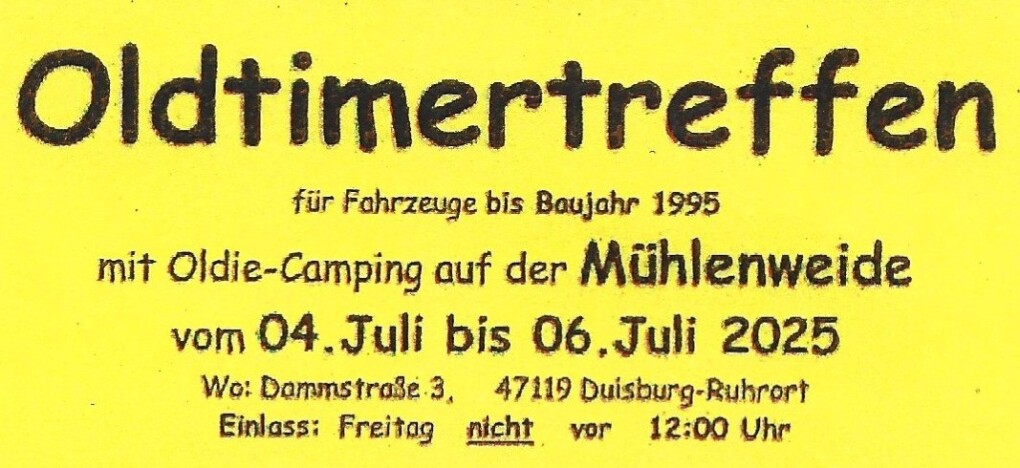 Oldtimertreffen
für Fahrzeuge bis Baujahr 1995
mit Oldie-Camping auf der Mühlenweide
vom 04.Juli bis 06.Juli 2025
Wo: Dammstraße 3, 47119 Duisburg-Ruhrort
Einlass: Freitag nicht vor 12:00 Uhr